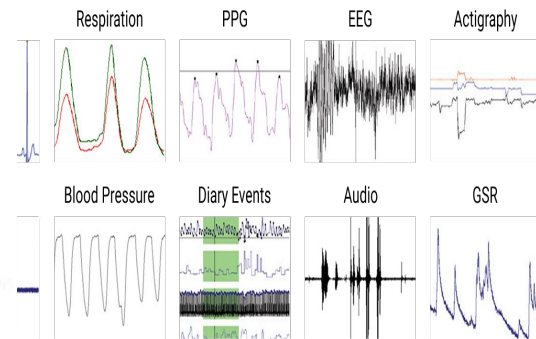 Respiration
PPG
EEG
Actigraphy
Blood Pressure
Diary Events
Audio
GSR